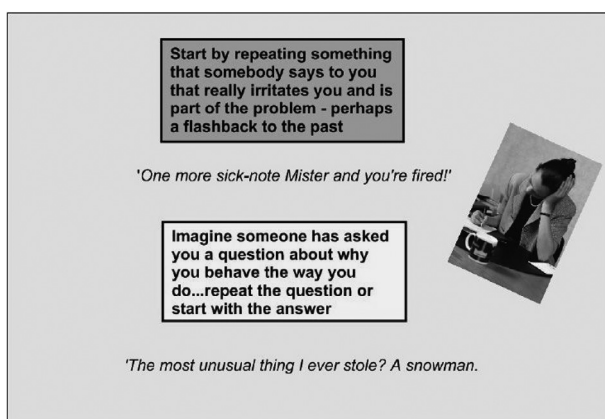 Start by repeating something
that somebody says to you
that really irritates you and is
part of the problem - perhaps
a flashback to the past
'One more sick-note Mister and you're fired!'
Imagine someone has asked
you a question about why
you behave the way you
do...repeat the question or
start with the answer
'The most unusual thing I ever stole? A snowman.